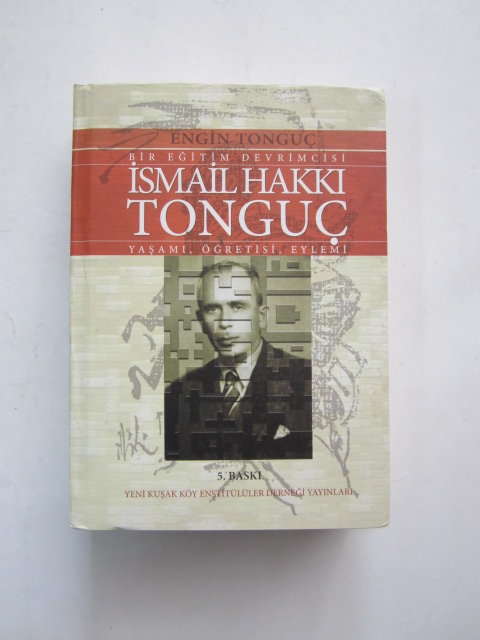 ENGİN TONGUÇ
BİR EĞİTİM DEVRİMCİSİ
İSMAİL HAKKI
TONGUÇ
YAŞAMI, ÖĞRETİSİ, EYLEMİ
5. BASKI
YENİ KUŞAK KÖY ENSTİTÜLÜLER DERNEĞİ YAYINLARI